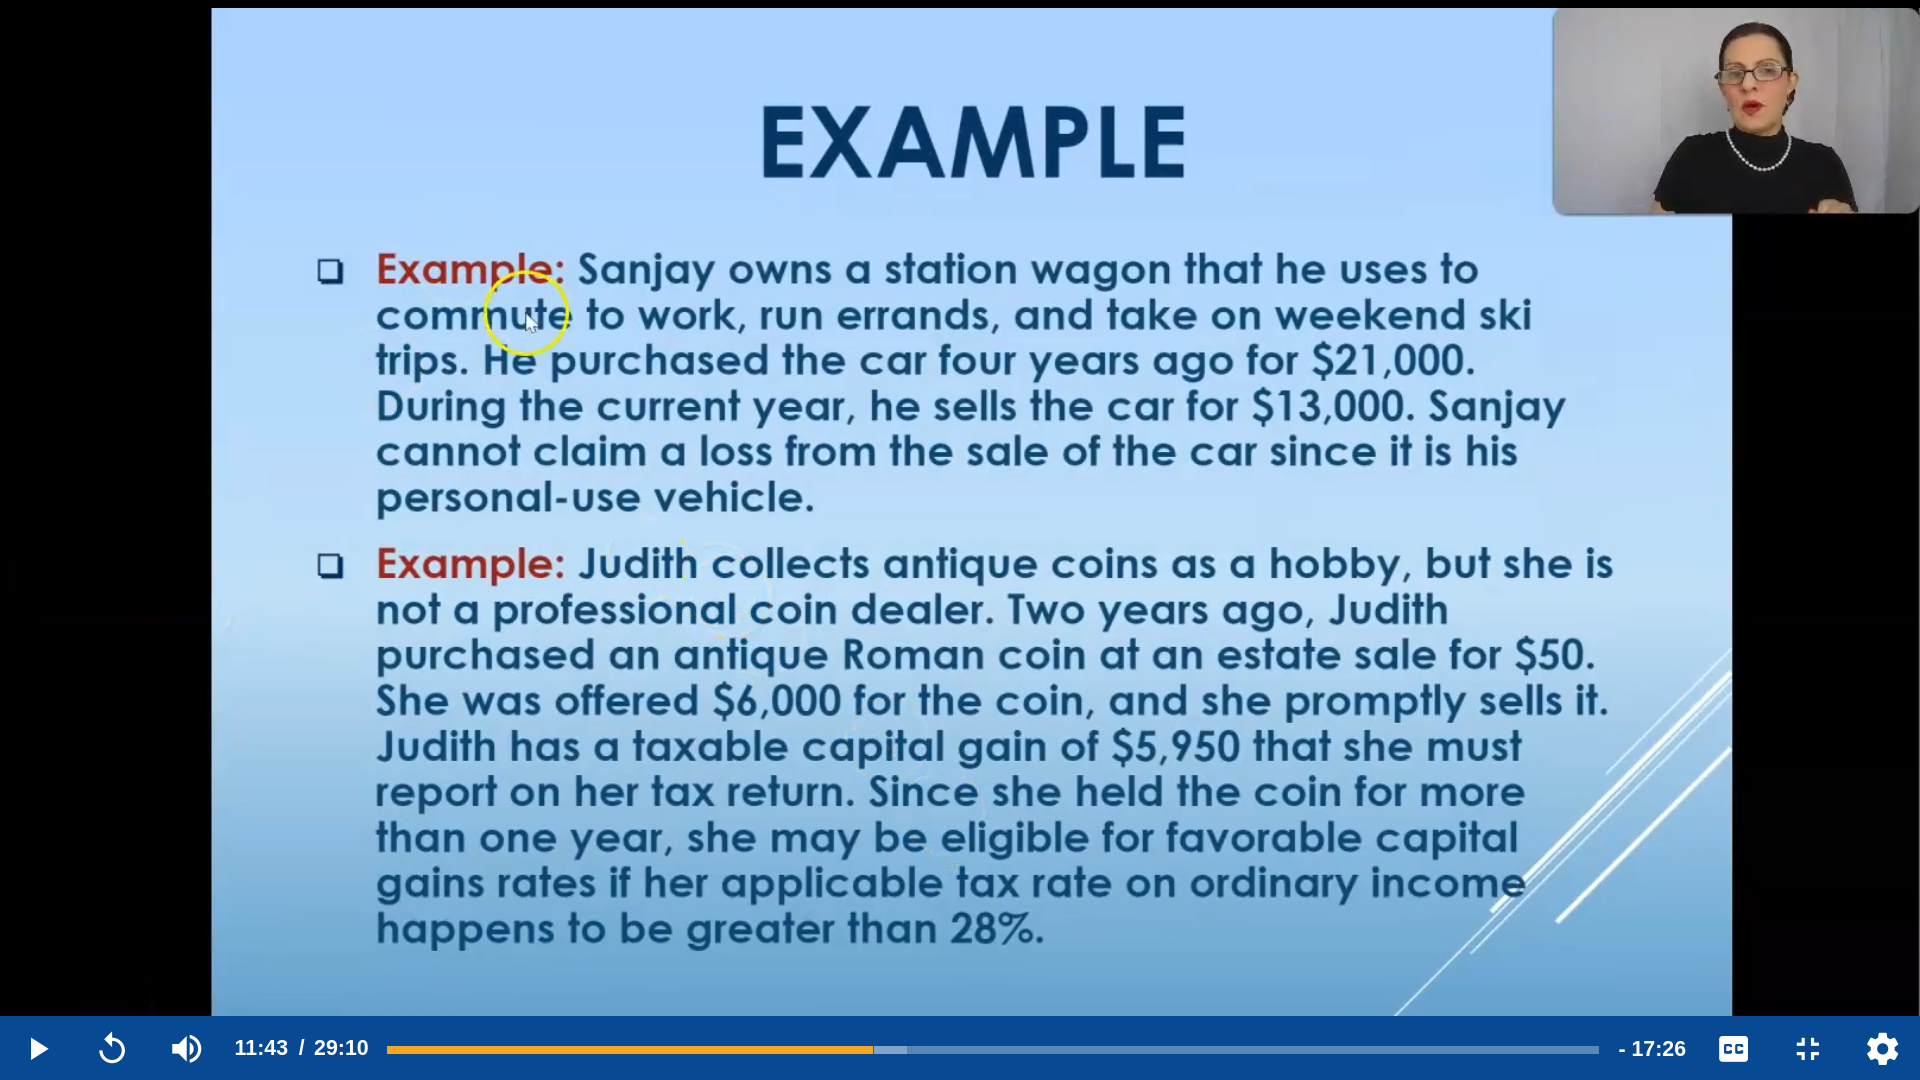 EXAMPLE
Example: Sanjay owns a station wagon that he uses to
commute to work, run errands, and take on weekend ski
trips. He purchased the car four years ago for $21,000.
During the current year, he sells the car for $13,000. Sanjay
cannot claim a loss from the sale of the car since it is his
personal-use vehicle.
Example: Judith collects antique coins as a hobby, but she is
not a professional coin dealer. Two years ago, Judith
purchased an antique Roman coin at an estate sale for $50.
She was offered $6,000 for the coin, and she promptly sells it.
Judith has a taxable capital gain of $5,950 that she must
report on her tax return. Since she held the coin for more
than one year, she may be eligible for favorable capital
gains rates if her applicable tax rate on ordinary income
happens to be greater than 28%.
11:43 / 29:10 - 17:26 CC